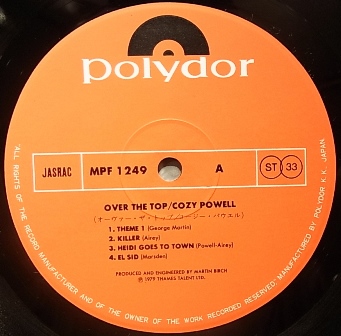 polydor
JASRAC
MPF 1249
A
ST 33
OVER THE TOP/COZY POWELL
(オーヴァー・ザ・トップ/コージー・パウエル)
1. THEME 1 (George Martin)
2. KILLER (Airey)
3. HEIDI GOES TO TOWN (Powell-Airey)
4. EL SID (Marsden)
PRODUCED AND ENGINEERED BY MARTIN BIRCH
Ⓟ 1979 THAMES TALENT LTD.
ALL RIGHTS OF THE RECORD MANUFACTURER AND OF THE OWNER OF THE WORK RECORDED RESERVED. MANUFACTURED BY POLYDOR K.K. JAPAN